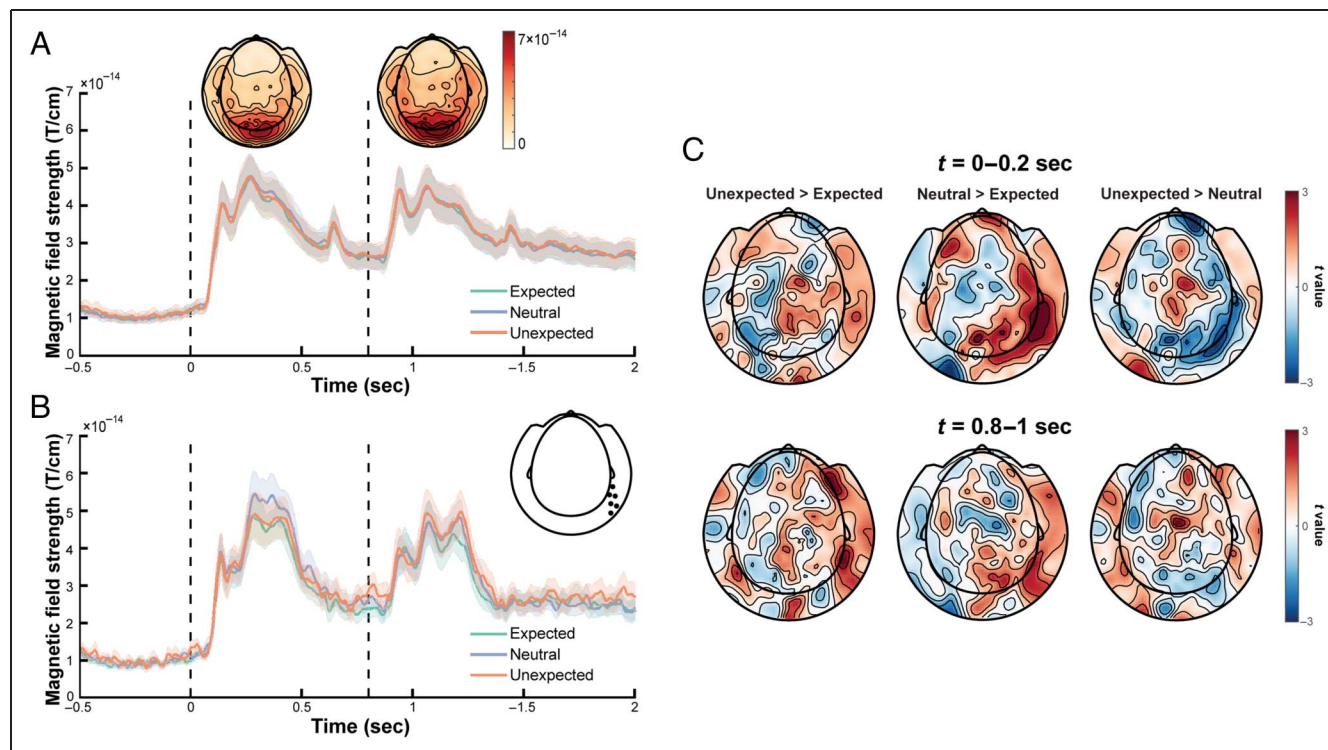 A
×10⁻¹⁴
7×10⁻¹⁴
0
Magnetic field strength (T/cm)
7
6
5
4
3
2
1
0
Expected
Neutral
Unexpected
−0.5
0
0.5
1
−1.5
2
Time (sec)
B
×10⁻¹⁴
Magnetic field strength (T/cm)
7
6
5
4
3
2
1
0
Expected
Neutral
Unexpected
−0.5
0
0.5
1
−1.5
2
Time (sec)
C
t = 0–0.2 sec
Unexpected > Expected
Neutral > Expected
Unexpected > Neutral
3
0
−3
t value
t = 0.8–1 sec
3
0
−3
t value